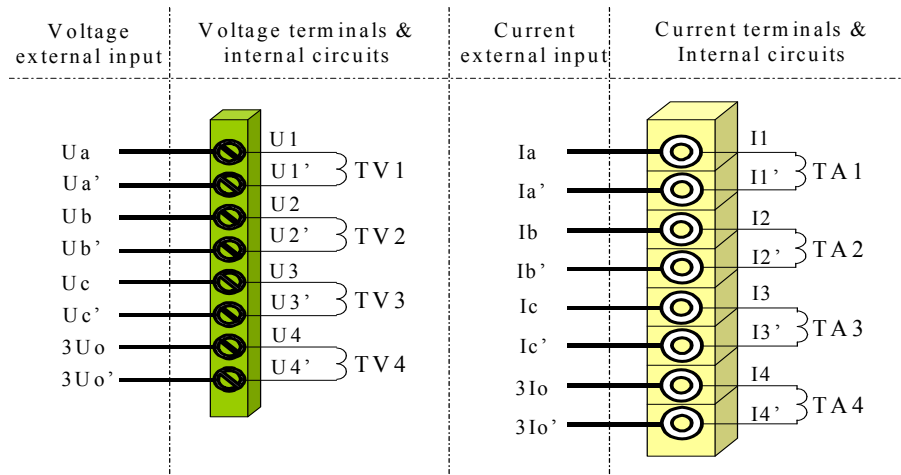 Voltage
external input
Voltage terminals &
internal circuits
Current
external input
Current terminals &
Internal circuits
Ua
Ua’
Ub
Ub’
Uc
Uc’
3Uo
3Uo’
U1
U1’
U2
U2’
U3
U3’
U4
U4’
TV1
TV2
TV3
TV4
Ia
Ia’
Ib
Ib’
Ic
Ic’
3Io
3Io’
I1
I1’
I2
I2’
I3
I3’
I4
I4’
TA1
TA2
TA3
TA4